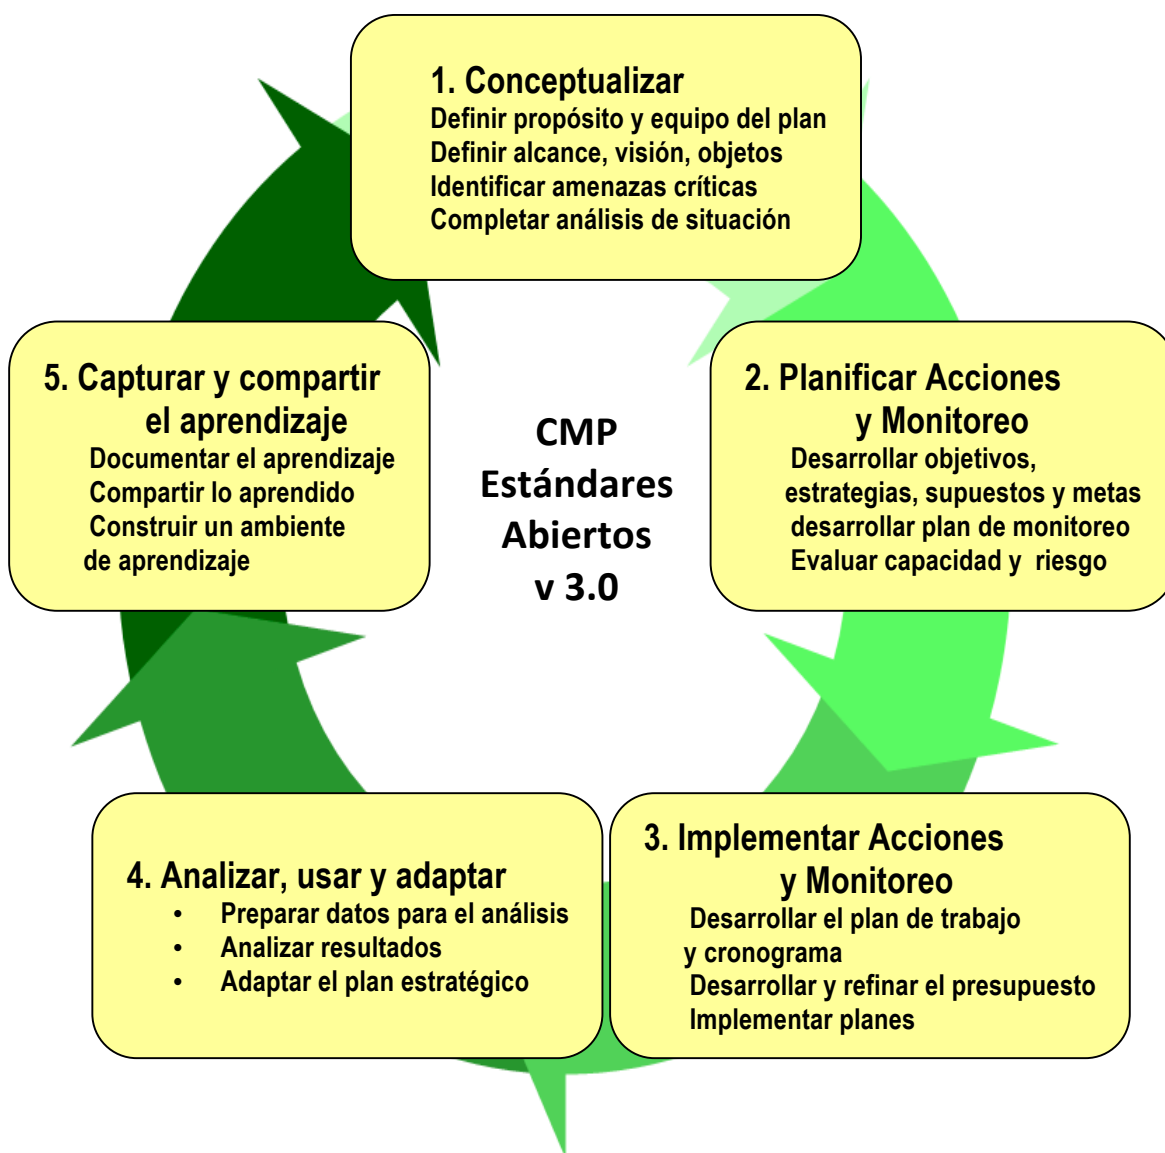 1. Conceptualizar
Definir propósito y equipo del plan
Definir alcance, visión, objetos
Identificar amenazas críticas
Completar análisis de situación
5. Capturar y compartir
el aprendizaje
Documentar el aprendizaje
Compartir lo aprendido
Construir un ambiente
de aprendizaje
CMP
Estándares
Abiertos
v 3.0
2. Planificar Acciones
y Monitoreo
Desarrollar objetivos,
estrategias, supuestos y metas
desarrollar plan de monitoreo
Evaluar capacidad y riesgo
4. Analizar, usar y adaptar
• Preparar datos para el análisis
• Analizar resultados
• Adaptar el plan estratégico
3. Implementar Acciones
y Monitoreo
Desarrollar el plan de trabajo
y cronograma
Desarrollar y refinar el presupuesto
Implementar planes